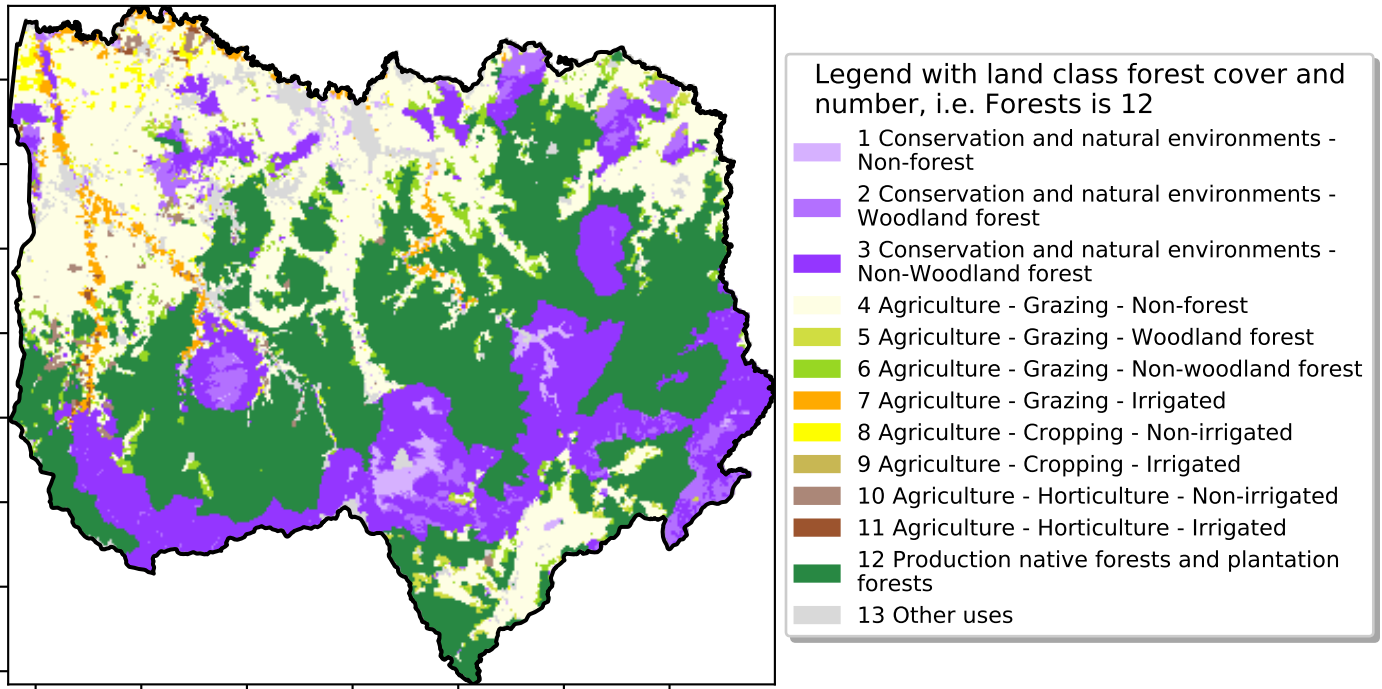 Legend with land class forest cover and
number, i.e. Forests is 12
1 Conservation and natural environments -
Non-forest
2 Conservation and natural environments -
Woodland forest
3 Conservation and natural environments -
Non-Woodland forest
4 Agriculture - Grazing - Non-forest
5 Agriculture - Grazing - Woodland forest
6 Agriculture - Grazing - Non-woodland forest
7 Agriculture - Grazing - Irrigated
8 Agriculture - Cropping - Non-irrigated
9 Agriculture - Cropping - Irrigated
10 Agriculture - Horticulture - Non-irrigated
11 Agriculture - Horticulture - Irrigated
12 Production native forests and plantation
forests
13 Other uses